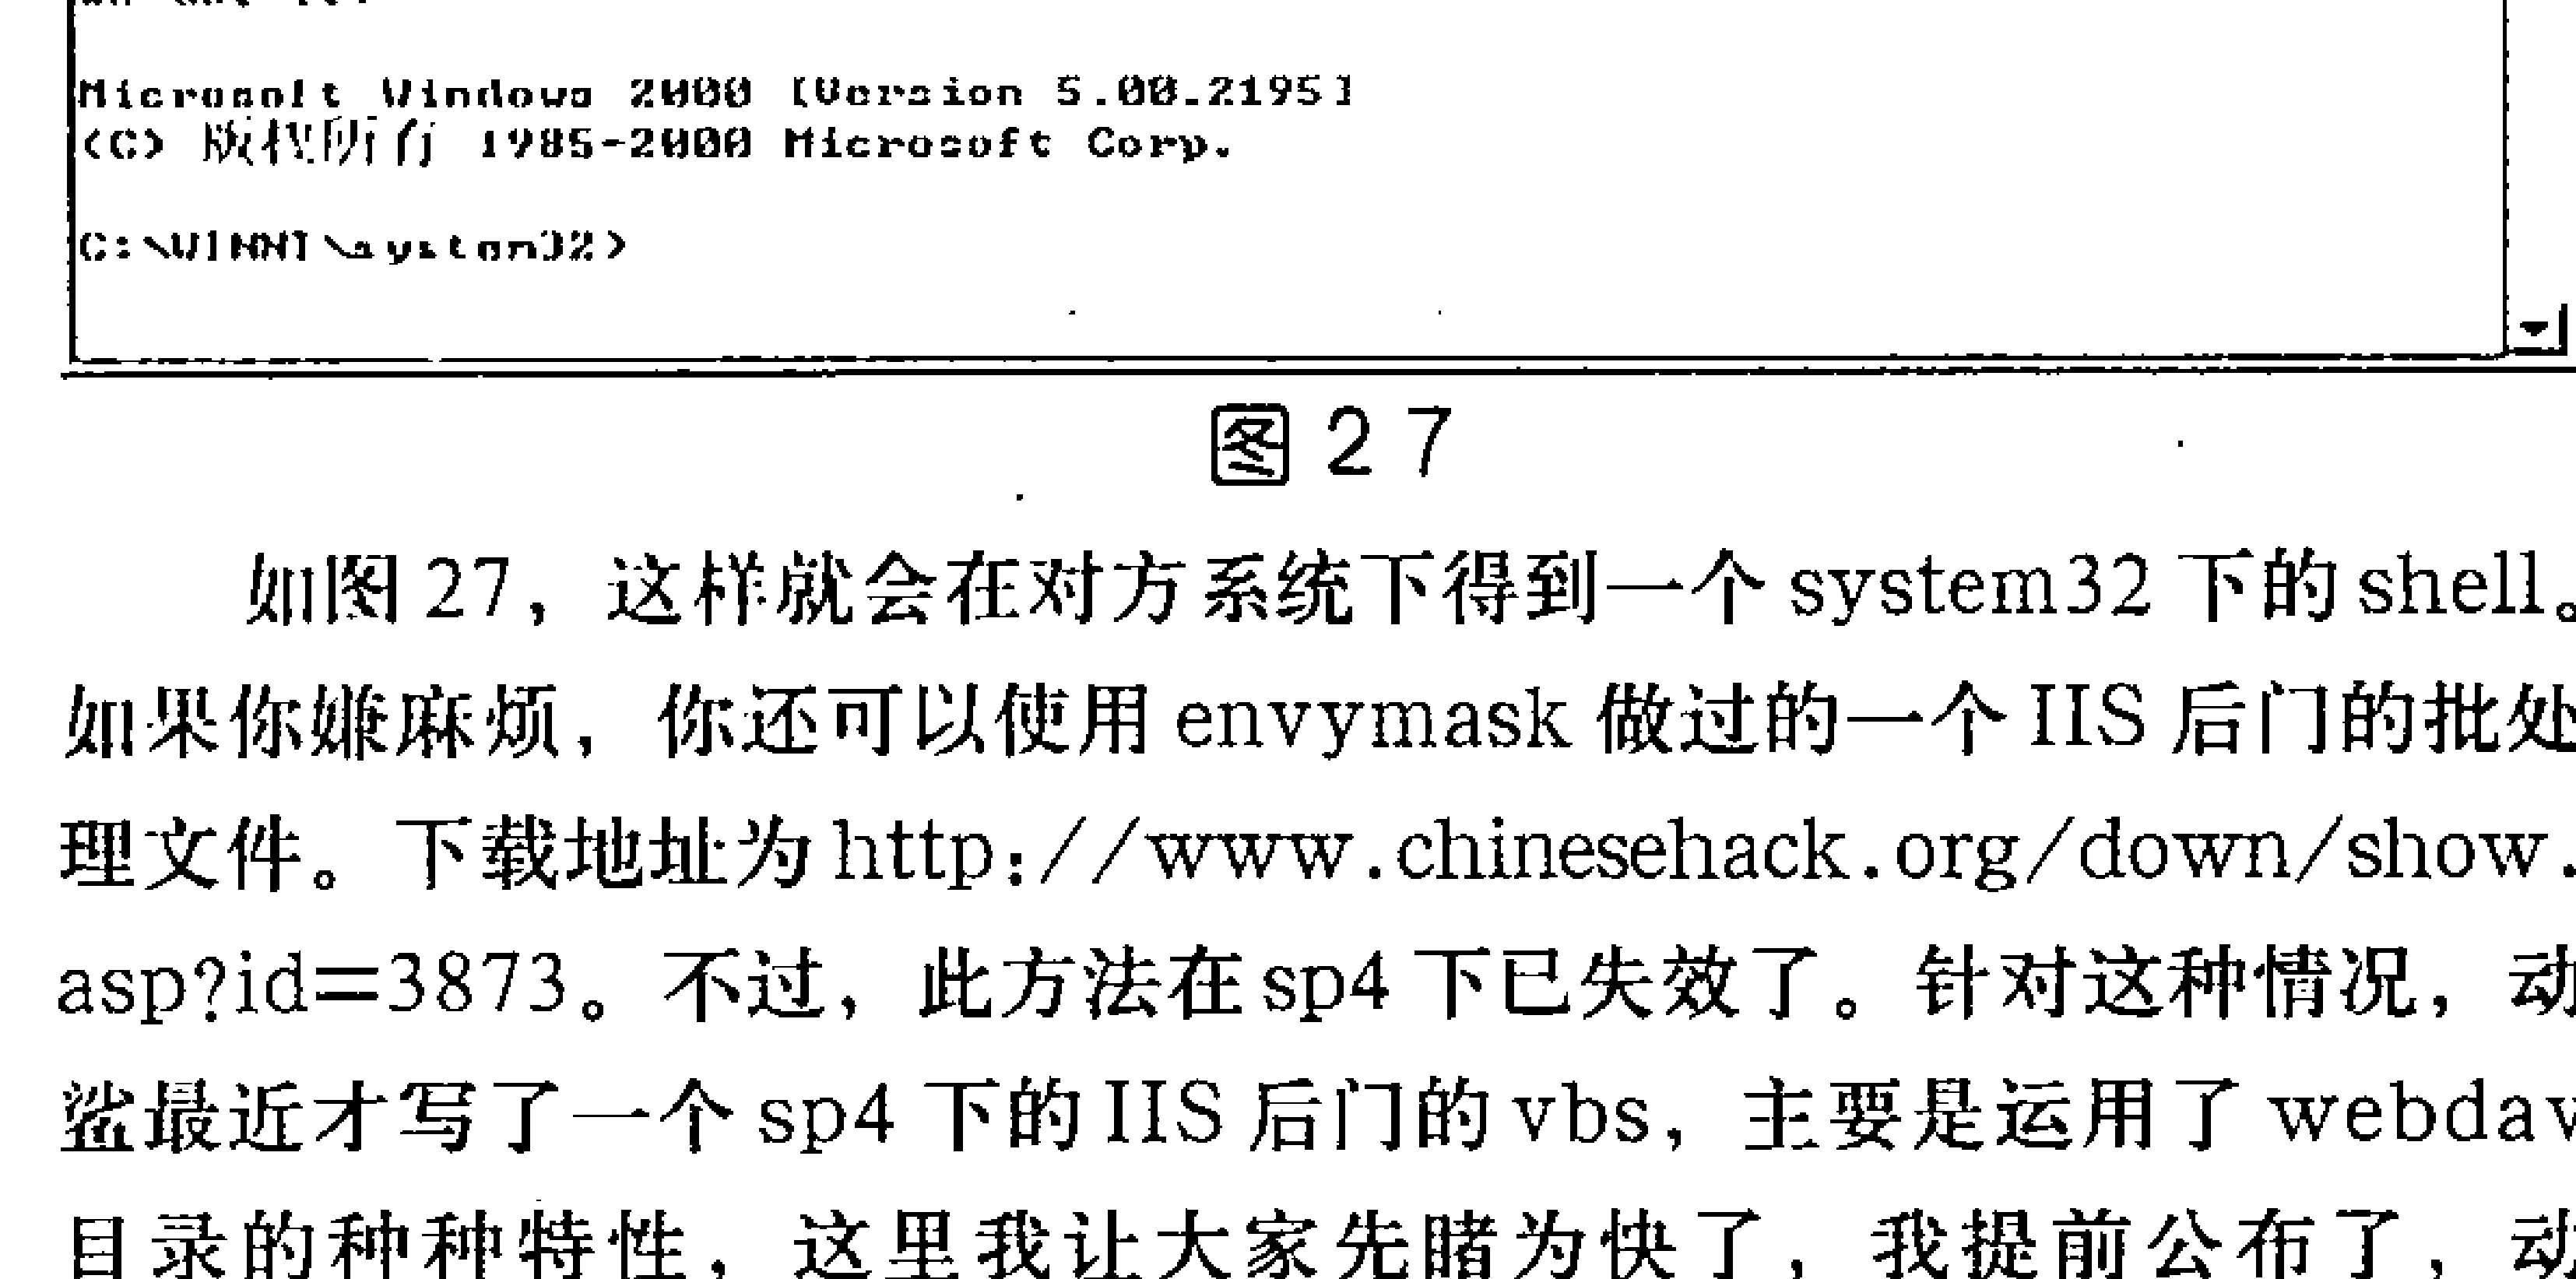 Microsoft Windows 2000 [Version 5.00.2195]
(C) 版权所有 1985-2000 Microsoft Corp.
C:\WINNT\system32>
图 27
如图 27，这样就会在对方系统下得到一个 system32 下的 shell。
如果你嫌麻烦，你还可以使用 envymask 做过的一个 IIS 后门的批处
理文件。下载地址为 http://www.chinesehack.org/down/show.
asp?id=3873。不过，此方法在 sp4 下已失效了。针对这种情况，动
鲨最近才写了一个 sp4 下的 IIS 后门的 vbs，主要是运用了 webdav
目录的种种特性，这里我让大家先睹为快了，我提前公布了，动